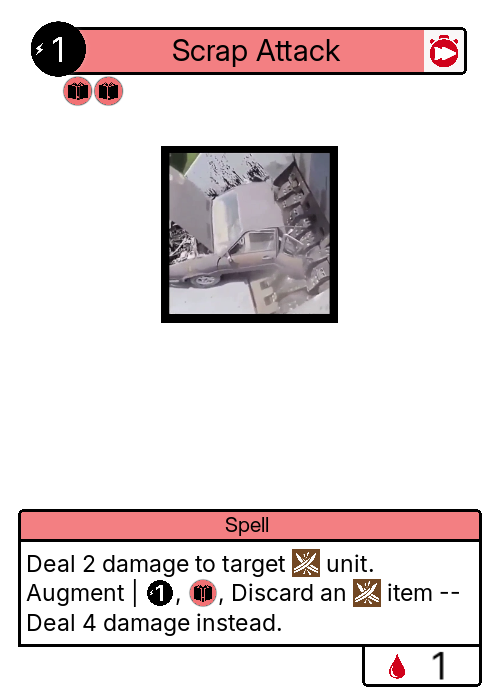 1 Scrap Attack
Spell
Deal 2 damage to target unit.
Augment | 1, , Discard an item --
Deal 4 damage instead.
1